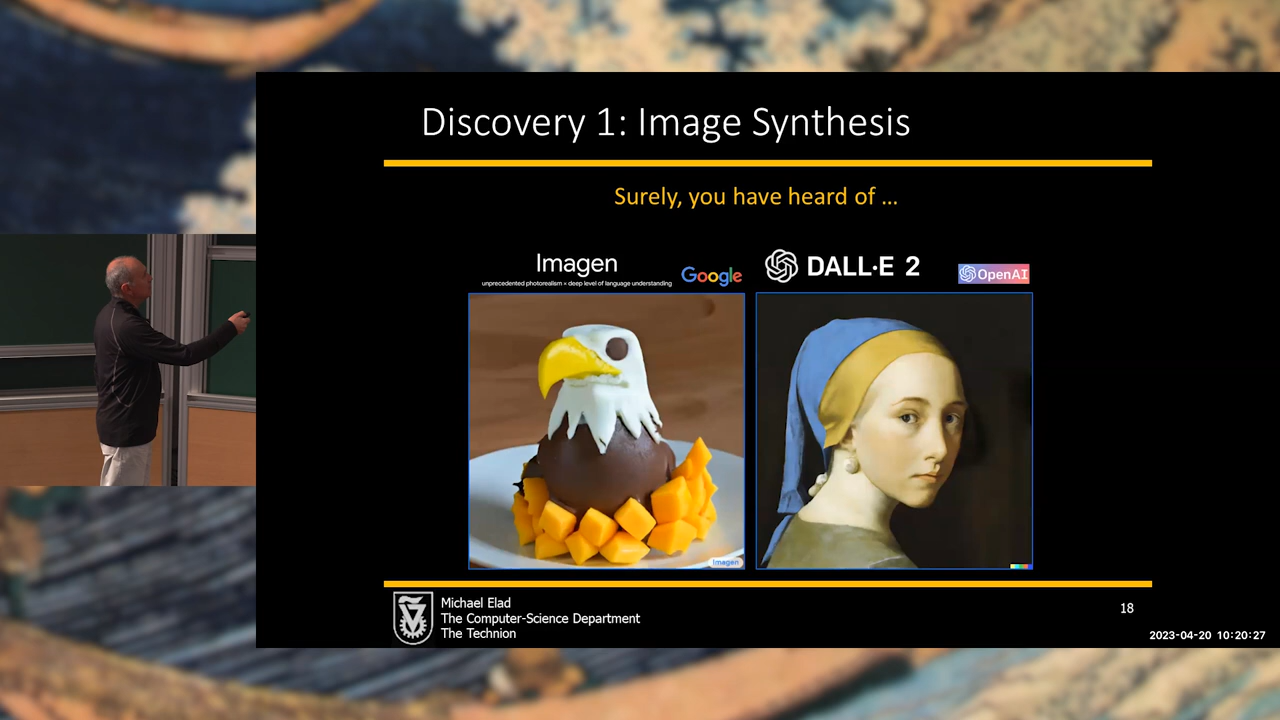 Discovery 1: Image Synthesis
Surely, you have heard of ...
Imagen
unprecedented photorealism × deep level of language understanding
Google
DALL·E 2
OpenAI
Imagen
Michael Elad
The Computer-Science Department
The Technion
18
2023-04-20 10:20:27